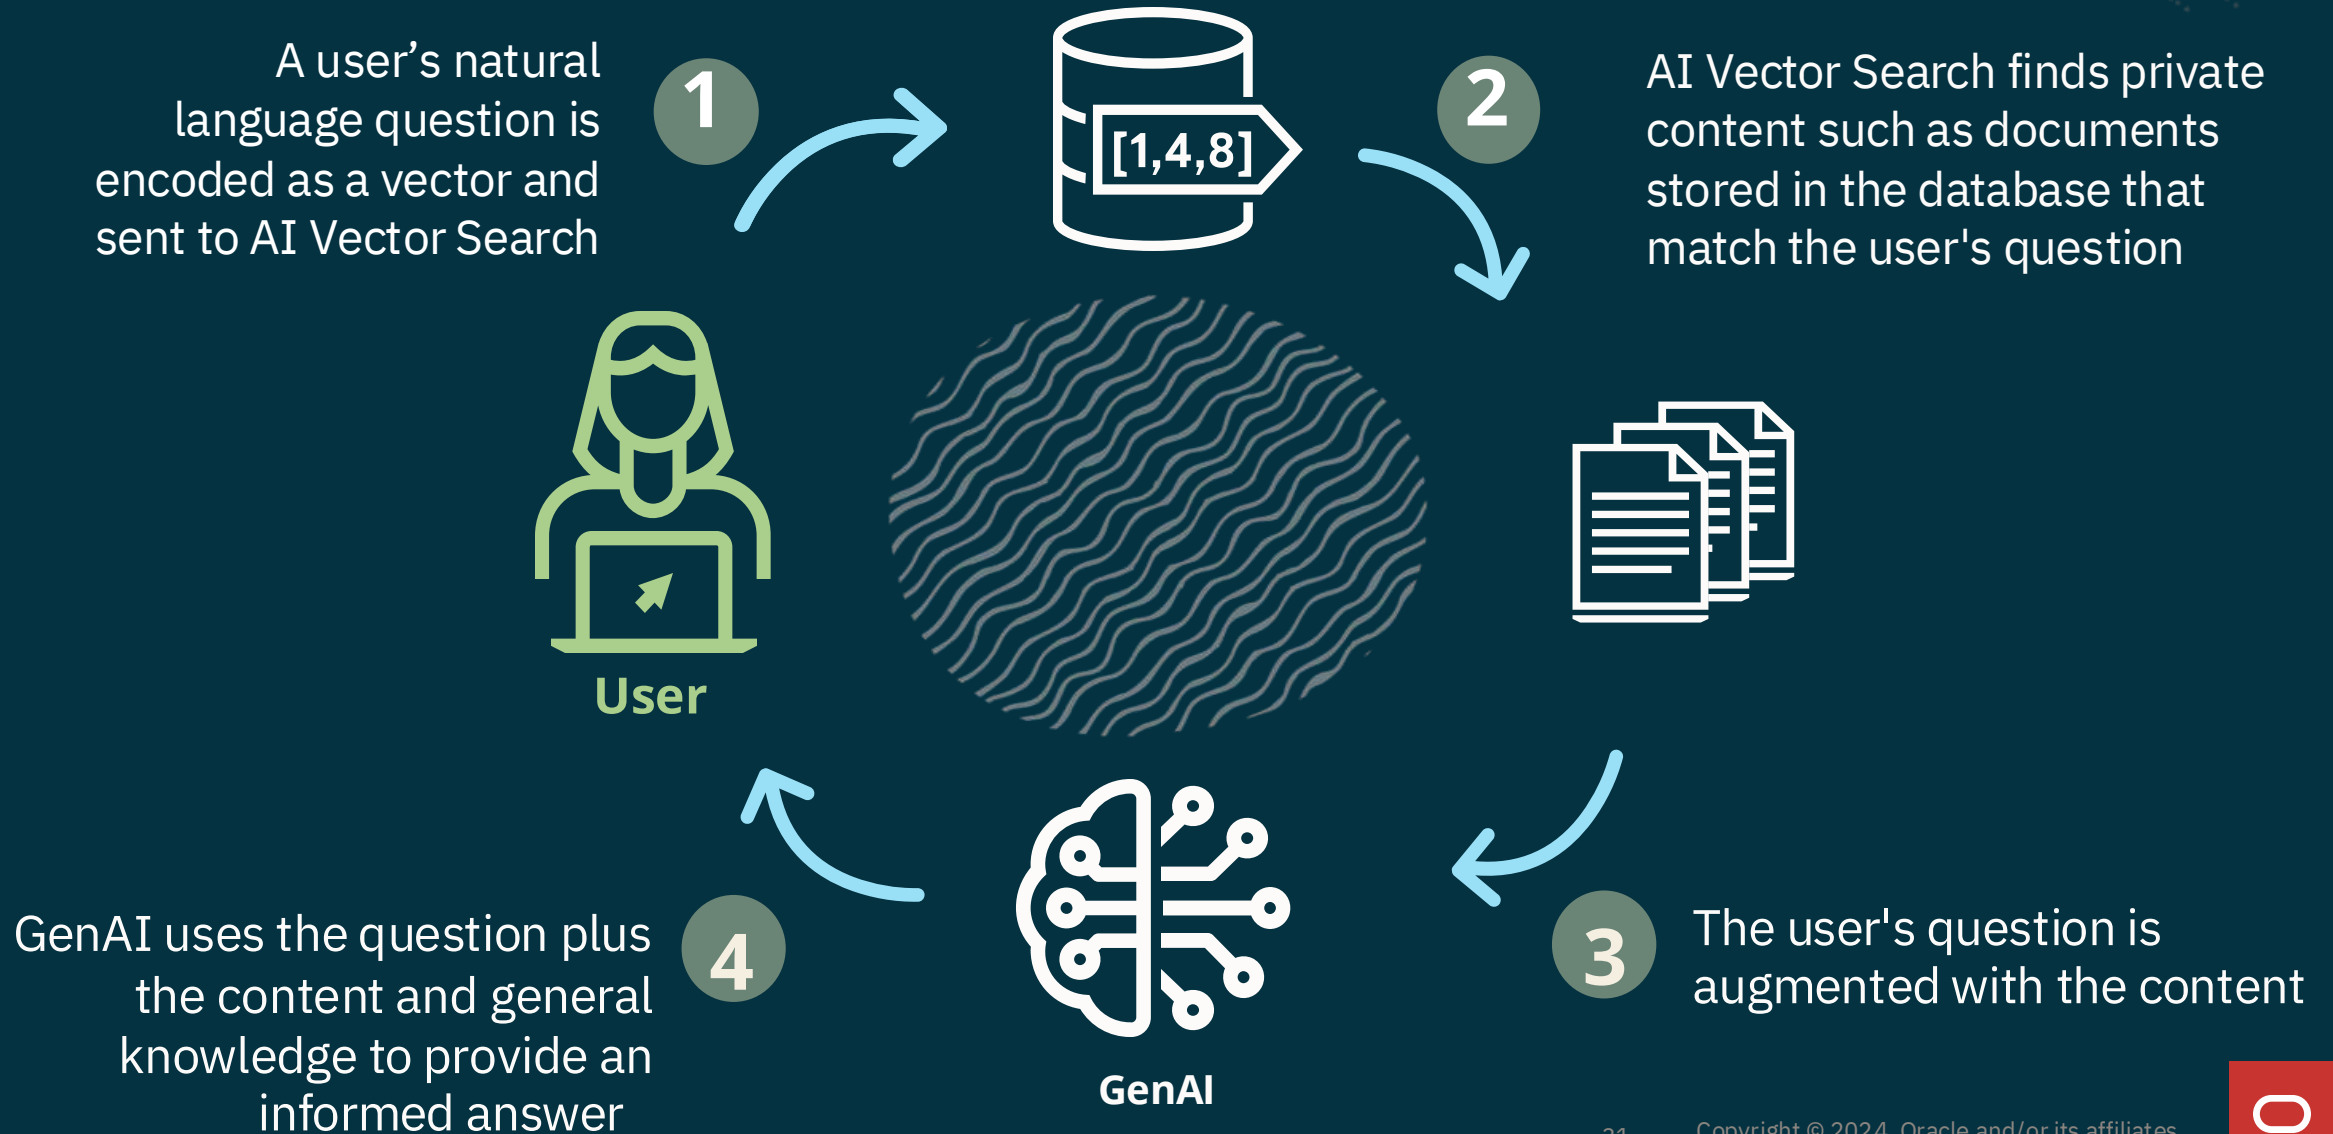 A user’s natural
language question is
encoded as a vector and
sent to AI Vector Search
1
[1,4,8]
2
AI Vector Search finds private
content such as documents
stored in the database that
match the user's question
User
3
The user's question is
augmented with the content
4
GenAI uses the question plus
the content and general
knowledge to provide an
informed answer
GenAI
Copyright © 2024, Oracle and/or its affiliates